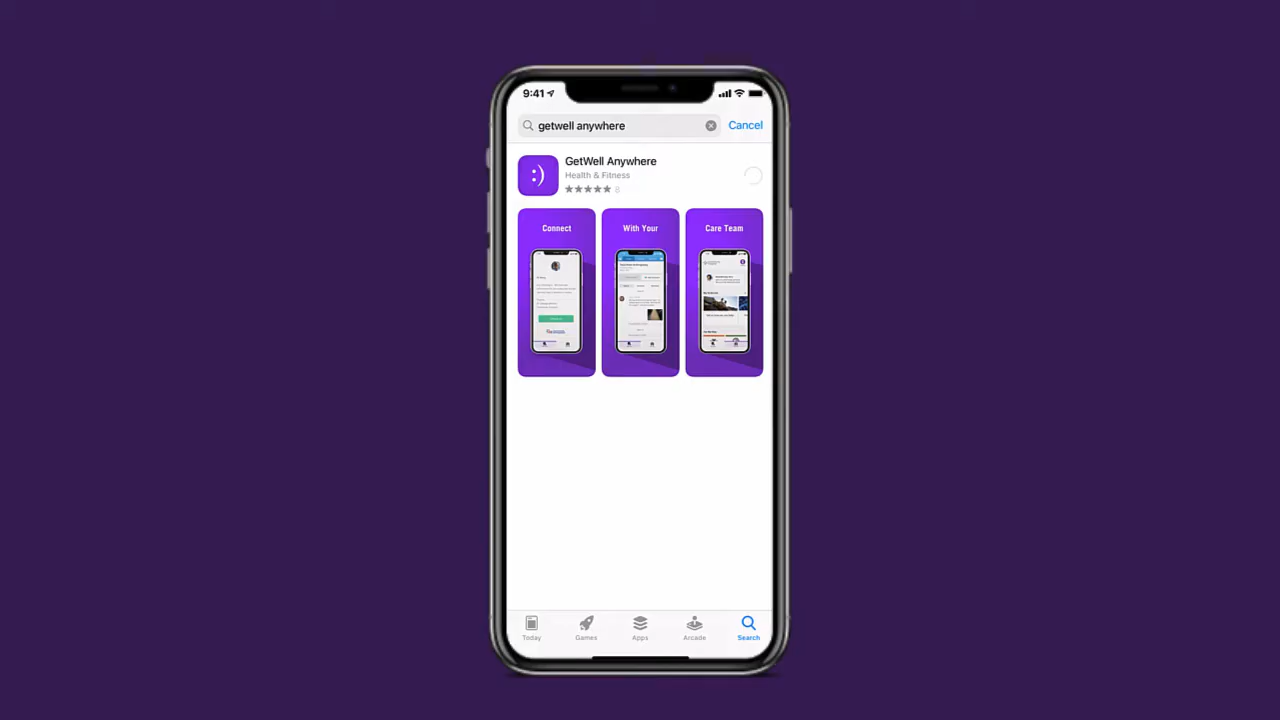 9:41
getwell anywhere
Cancel
:)
GetWell Anywhere
Health & Fitness
8
Connect
With Your
Care Team
Today
Games
Apps
Arcade
Search